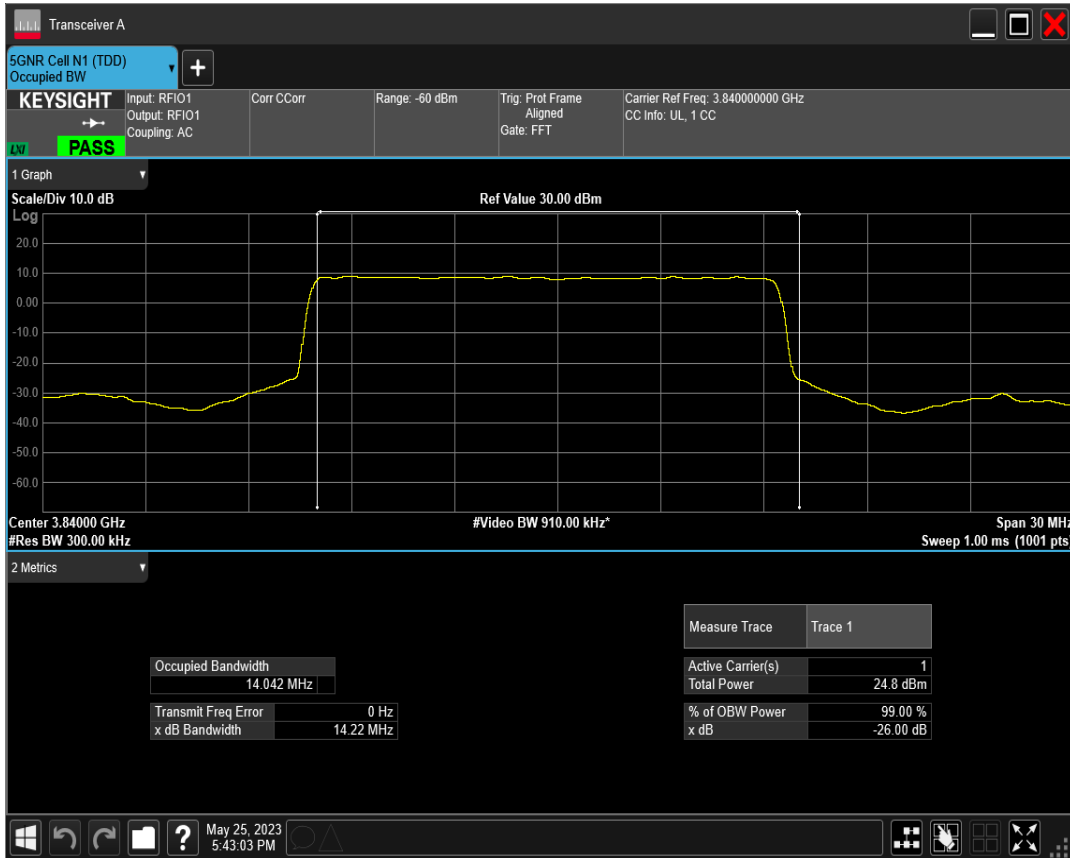 Transceiver A
5GNR Cell N1 (TDD)
Occupied BW
+
KEYSIGHT
LXI
PASS
Input: RFIO1
Output: RFIO1
Coupling: AC
Corr CCorr
Range: -60 dBm
Trig: Prot Frame
Aligned
Gate: FFT
Carrier Ref Freq: 3.840000000 GHz
CC Info: UL, 1 CC
1 Graph
Scale/Div 10.0 dB
Ref Value 30.00 dBm
Log
20.0
10.0
0.00
-10.0
-20.0
-30.0
-40.0
-50.0
-60.0
Center 3.84000 GHz
#Video BW 910.00 kHz*
Span 30 MHz
#Res BW 300.00 kHz
Sweep 1.00 ms (1001 pts)
2 Metrics
Measure Trace Trace 1
Occupied Bandwidth
14.042 MHz
Active Carrier(s) 1
Total Power 24.8 dBm
Transmit Freq Error 0 Hz
x dB Bandwidth 14.22 MHz
% of OBW Power 99.00 %
x dB -26.00 dB
?
May 25, 2023
5:43:03 PM